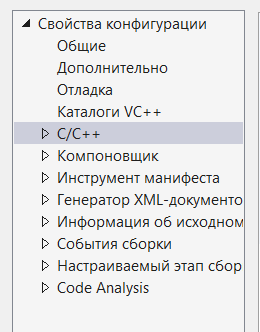 Свойства конфигурации
Общие
Дополнительно
Отладка
Каталоги VC++
C/C++
Компоновщик
Инструмент манифеста
Генератор XML-документо
Информация об исходном
События сборки
Настраиваемый этап сбор
Code Analysis